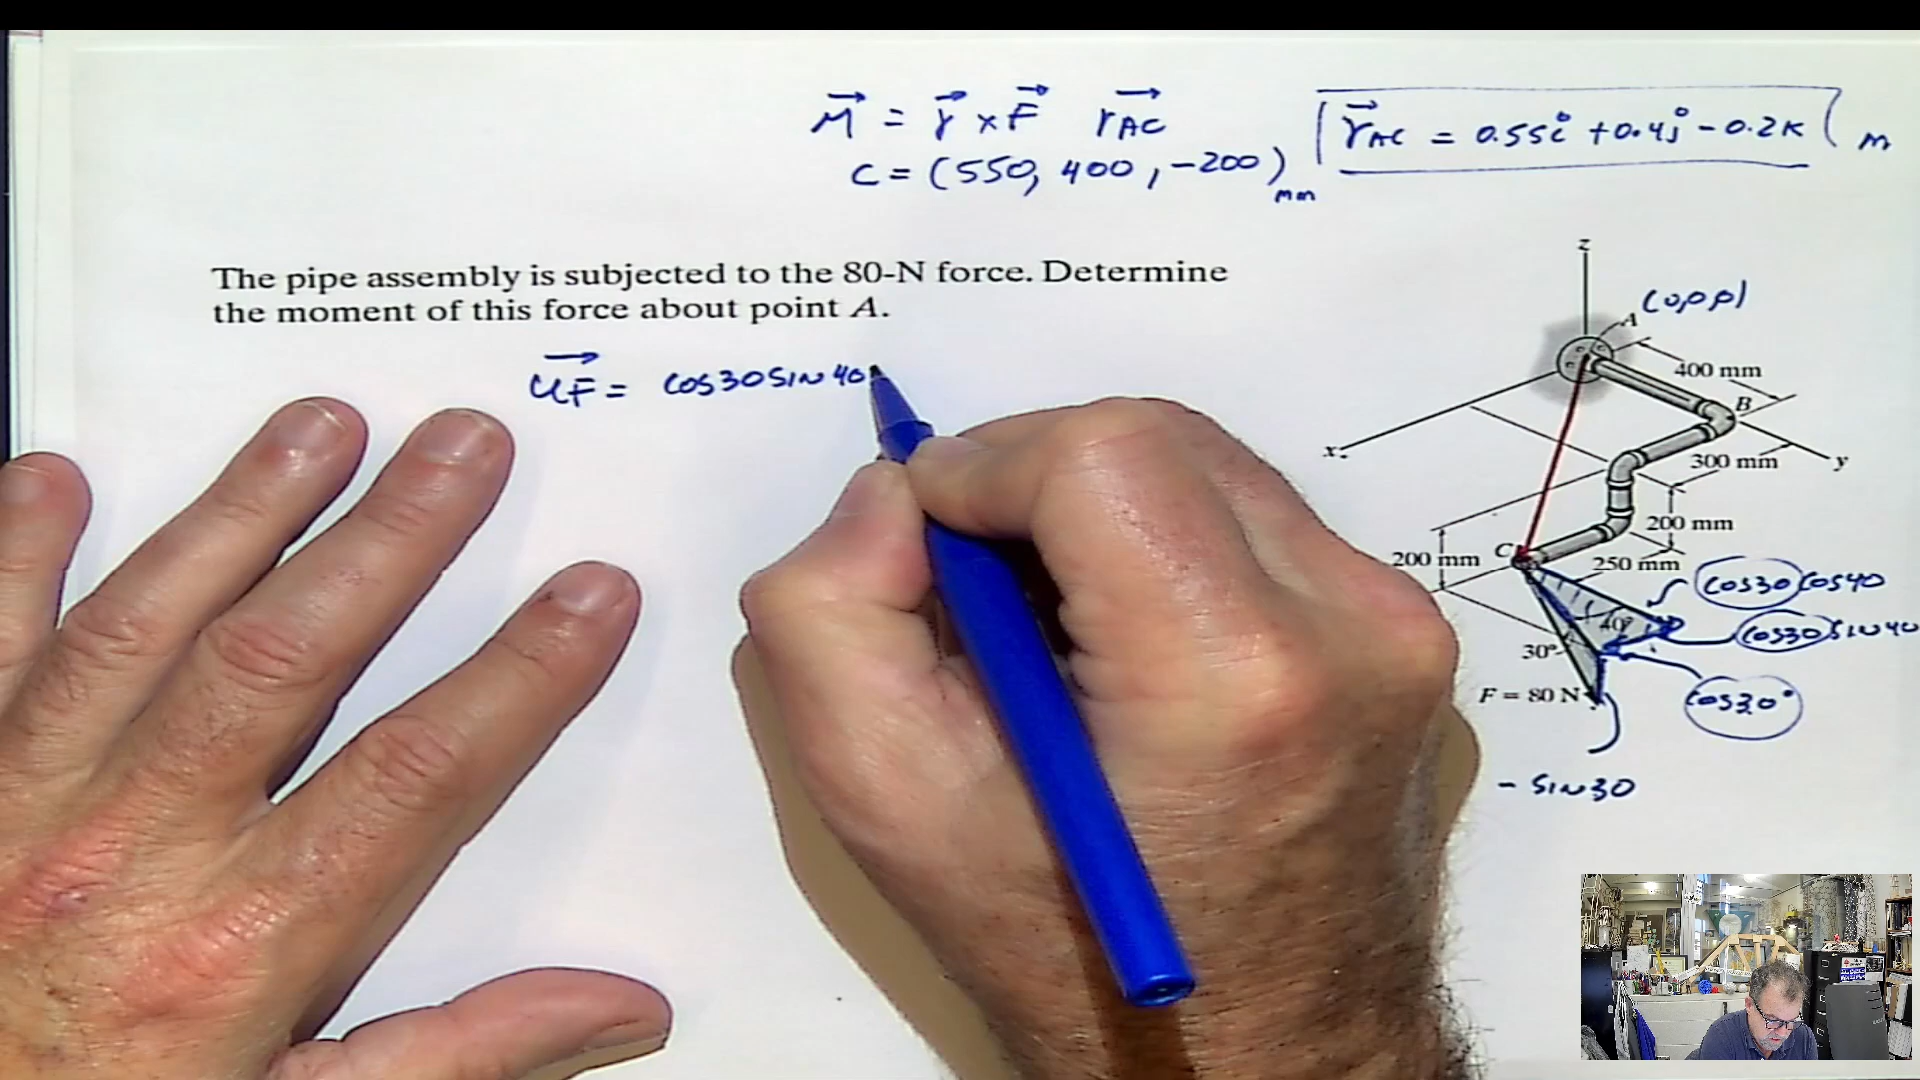 M = r x F rAC
rAC = 0.55i + 0.4j - 0.2K m
C = (550, 400, -200) mm
The pipe assembly is subjected to the 80-N force. Determine
the moment of this force about point A.
uF = cos30sin40
z
A
(0,0,0)
400 mm
B
x
300 mm
y
200 mm
200 mm
C
250 mm
cos30cos40
40°
cos30sin40
30°
F = 80 N
cos30°
- sin30